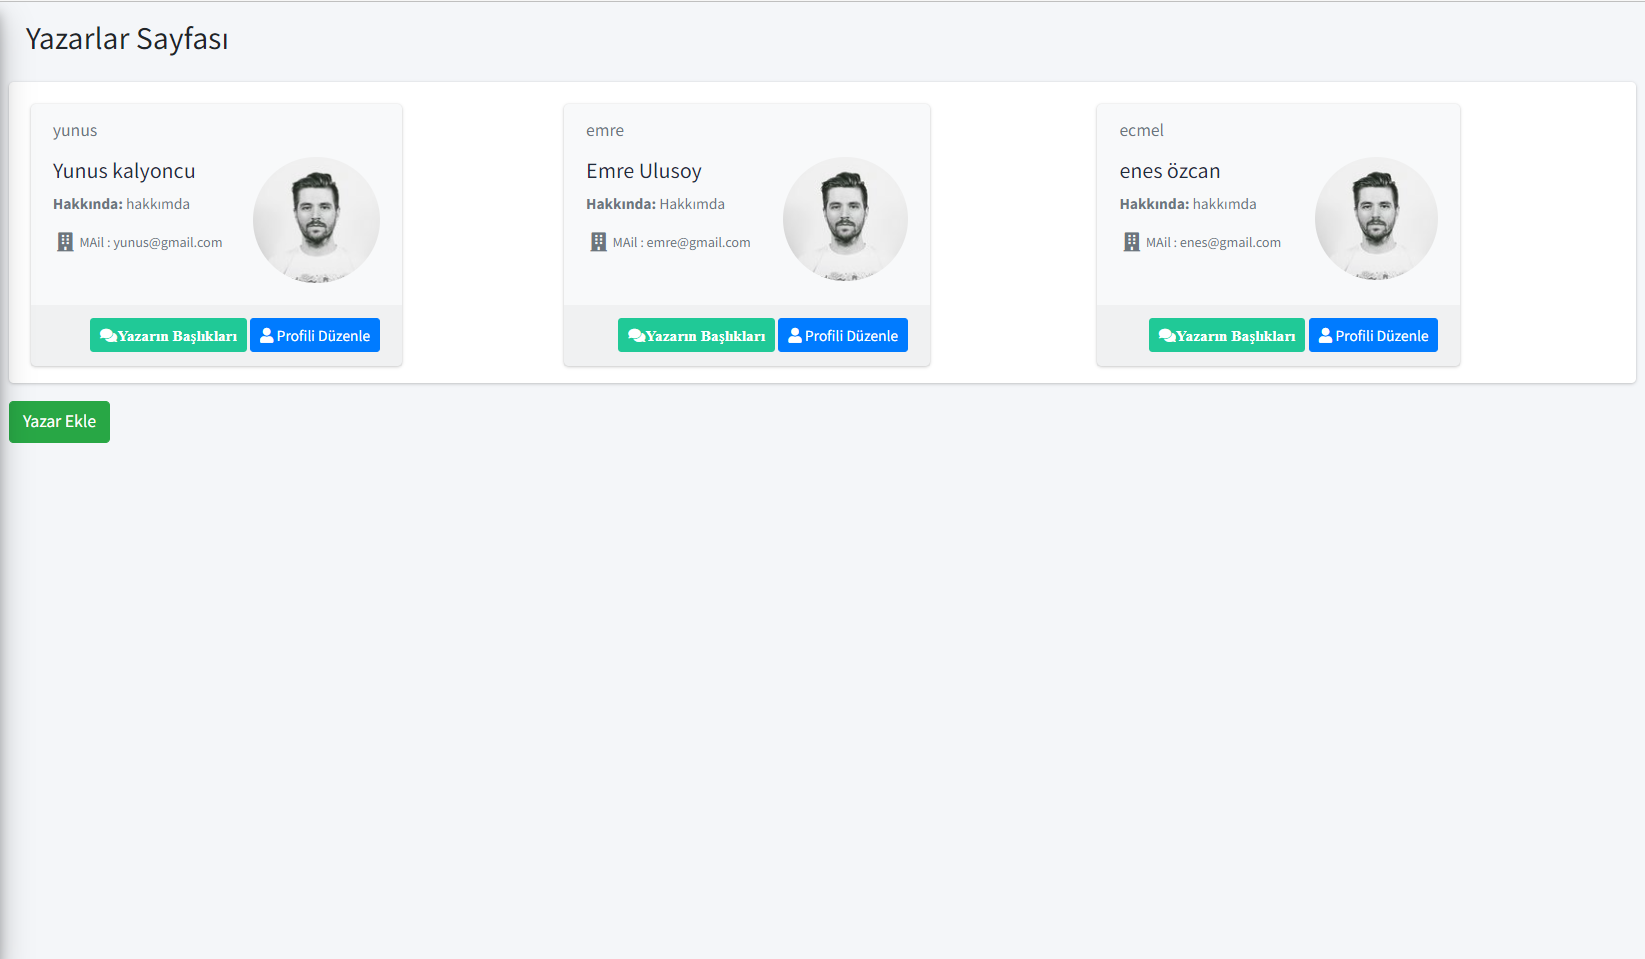 Yazarlar Sayfası
yunus
Yunus kalyoncu
Hakkında: hakkımda
MAil : yunus@gmail.com
Yazarın Başlıkları Profili Düzenle
emre
Emre Ulusoy
Hakkında: Hakkımda
MAil : emre@gmail.com
Yazarın Başlıkları Profili Düzenle
ecmel
enes özcan
Hakkında: hakkımda
MAil : enes@gmail.com
Yazarın Başlıkları Profili Düzenle
Yazar Ekle